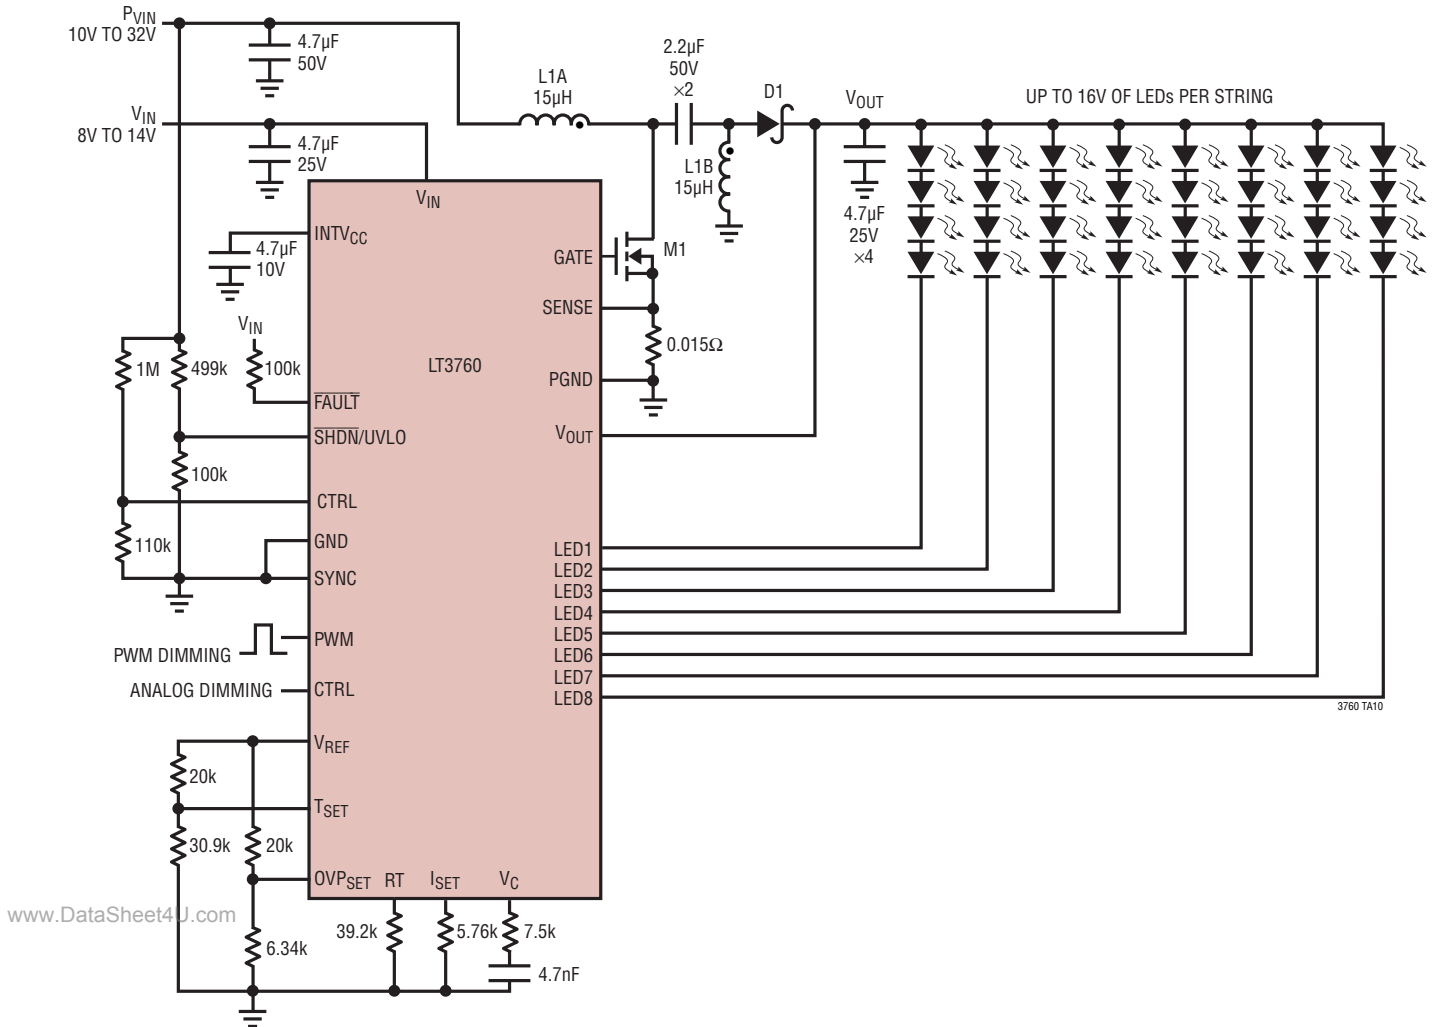 PVIN
10V TO 32V
4.7µF
50V
VIN
8V TO 14V
4.7µF
25V
L1A
15µH
2.2µF
50V
×2
D1
VOUT
UP TO 16V OF LEDs PER STRING
L1B
15µH
4.7µF
25V
×4
VIN
INTVCC
4.7µF
10V
GATE
M1
SENSE
0.015Ω
PGND
VOUT
LT3760
VIN
1M
499k
100k
FAULT
SHDN/UVLO
100k
CTRL
110k
GND
SYNC
PWM DIMMING
PWM
ANALOG DIMMING
CTRL
LED1
LED2
LED3
LED4
LED5
LED6
LED7
LED8
3760 TA10
VREF
20k
TSET
30.9k
20k
OVPSET
RT
ISET
VC
www.DataSheet4U.com
6.34k
39.2k
5.76k
7.5k
4.7nF